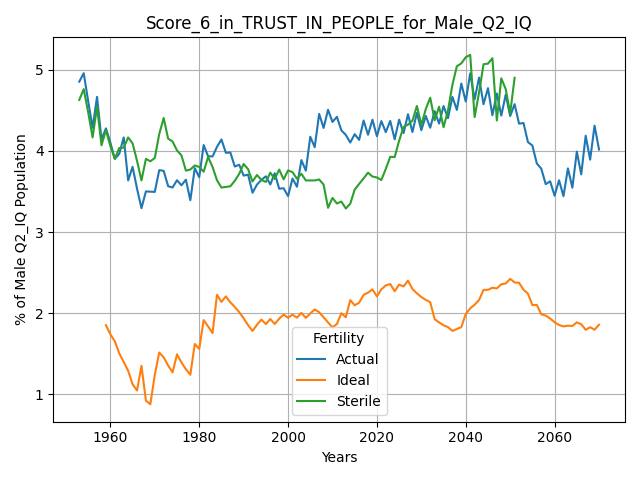 Score_6_in_TRUST_IN_PEOPLE_for_Male_Q2_IQ
% of Male Q2_IQ Population
5
4
3
2
1
Fertility
Actual
Ideal
Sterile
1960 1980 2000 2020 2040 2060
Years